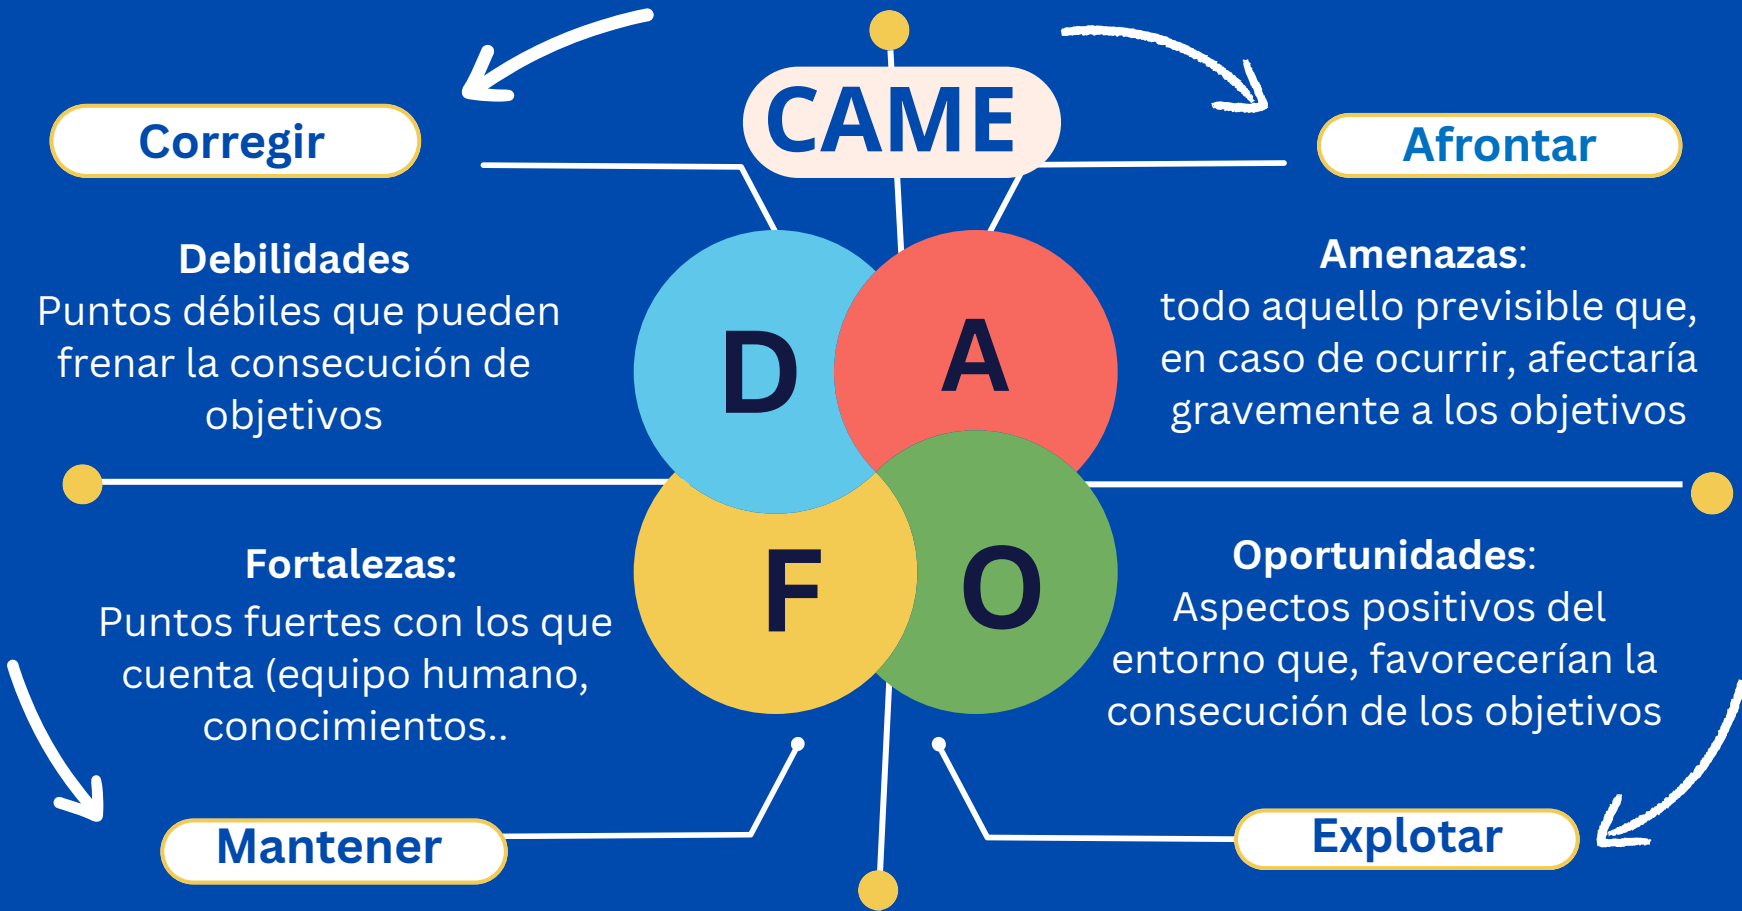 CAME
Corregir
Afrontar
Debilidades
Puntos débiles que pueden
frenar la consecución de
objetivos
Amenazas:
todo aquello previsible que,
en caso de ocurrir, afectaría
gravemente a los objetivos
D
A
F
O
Fortalezas:
Puntos fuertes con los que
cuenta (equipo humano,
conocimientos..
Oportunidades:
Aspectos positivos del
entorno que, favorecerían la
consecución de los objetivos
Mantener
Explotar